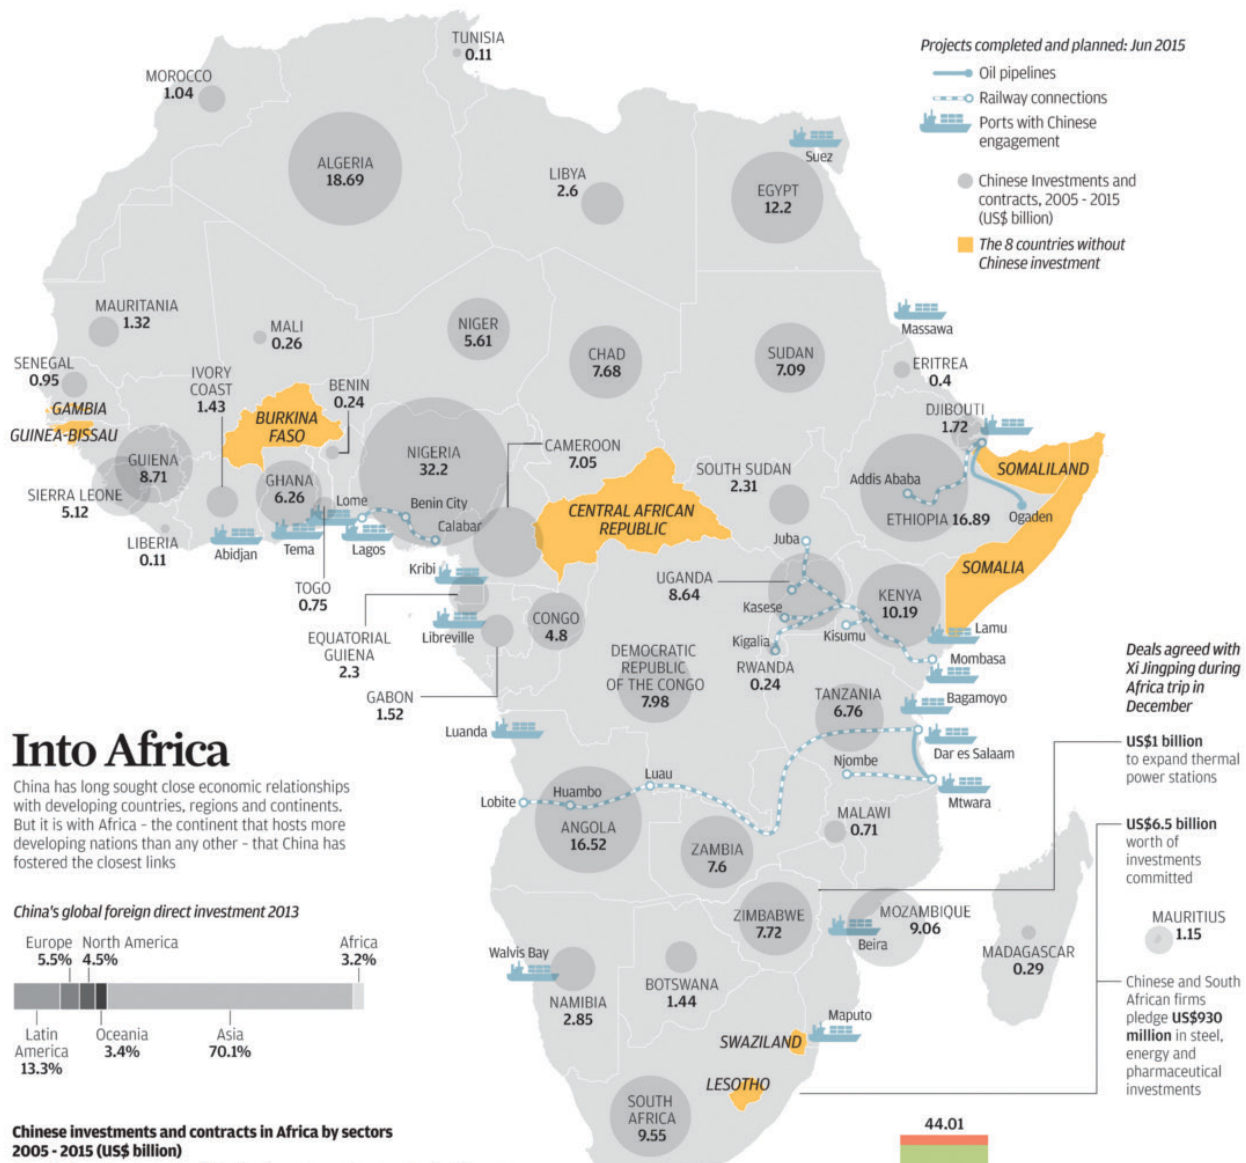 TUNISIA
0.11
MOROCCO
1.04
ALGERIA
18.69
LIBYA
2.6
Suez
EGYPT
12.2
Projects completed and planned: Jun 2015
Oil pipelines
Railway connections
Ports with Chinese
engagement
Chinese Investments and
contracts, 2005 - 2015
(US$ billion)
The 8 countries without
Chinese investment
MAURITANIA
1.32
MALI
0.26
NIGER
5.61
CHAD
7.68
SUDAN
7.09
Massawa
ERITREA
0.4
SENEGAL
0.95
IVORY
COAST
1.43
BENIN
0.24
GAMBIA
GUINEA-BISSAU
BURKINA
FASO
DJIBOUTI
1.72
GUIENA
8.71
SIERRA LEONE
5.12
GHANA
6.26
NIGERIA
32.2
CAMEROON
7.05
SOUTH SUDAN
2.31
Addis Ababa
SOMALILAND
ETHIOPIA 16.89
Ogaden
Lome
Benin City
Calabar
CENTRAL AFRICAN
REPUBLIC
LIBERIA
0.11
Abidjan
Tema
Lagos
Juba
SOMALIA
Kribi
TOGO
0.75
UGANDA
8.64
Kasese
KENYA
10.19
EQUATORIAL
GUIENA
2.3
Libreville
CONGO
4.8
Kigalia
Kisumu
Lamu
Mombasa
GABON
1.52
DEMOCRATIC
REPUBLIC
OF THE CONGO
7.98
RWANDA
0.24
TANZANIA
6.76
Bagamoyo
Dar es Salaam
Luanda
Njombe
Mtwara
Deals agreed with
Xi Jingping during
Africa trip in
December
US$1 billion
to expand thermal
power stations
US$6.5 billion
worth of
investments
committed
Into Africa
China has long sought close economic relationships
with developing countries, regions and continents.
But it is with Africa – the continent that hosts more
developing nations than any other – that China has
fostered the closest links
Lobite
Huambo
Luau
ANGOLA
16.52
ZAMBIA
7.6
MALAWI
0.71
ZIMBABWE
7.72
MOZAMBIQUE
9.06
Beira
MADAGASCAR
0.29
MAURITIUS
1.15
China's global foreign direct investment 2013
Europe
5.5%
North America
4.5%
Africa
3.2%
Latin
America
13.3%
Oceania
3.4%
Asia
70.1%
Walvis Bay
NAMIBIA
2.85
BOTSWANA
1.44
Maputo
SWAZILAND
LESOTHO
SOUTH
AFRICA
9.55
Chinese and South
African firms
pledge US$930
million in steel,
energy and
pharmaceutical
investments
Chinese investments and contracts in Africa by sectors
2005 - 2015 (US$ billion)
44.01